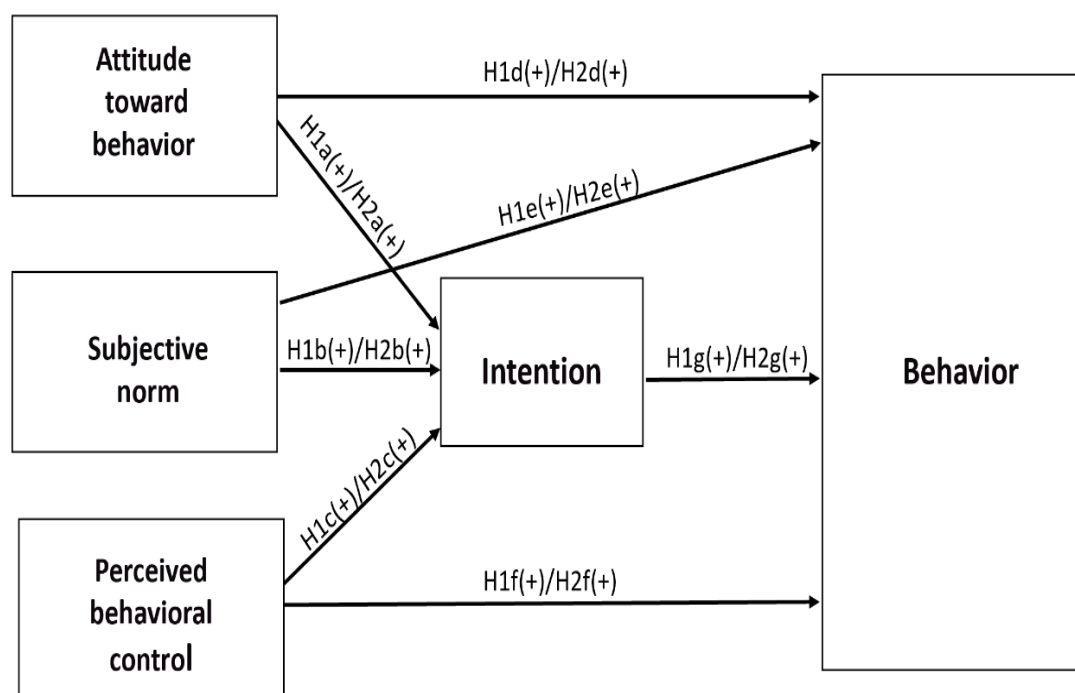 Attitude
toward
behavior
H1d(+)/H2d(+)
H1a(+)/H2a(+)
H1e(+)/H2e(+)
Subjective
norm
H1b(+)/H2b(+)
Intention
H1g(+)/H2g(+)
Behavior
H1c(+)/H2c(+)
Perceived
behavioral
control
H1f(+)/H2f(+)